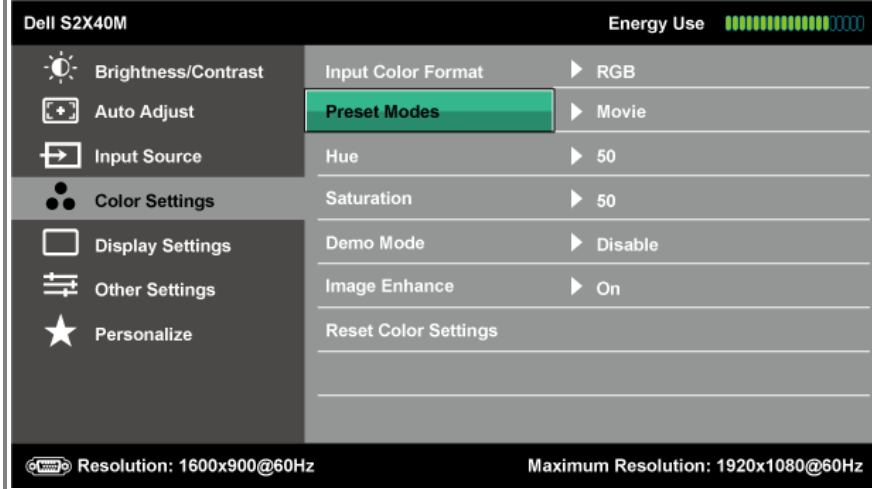 Dell S2X40M Energy Use
Brightness/Contrast Input Color Format RGB
Auto Adjust Preset Modes Movie
Input Source Hue 50
Color Settings Saturation 50
Display Settings Demo Mode Disable
Other Settings Image Enhance On
Personalize Reset Color Settings
Resolution: 1600x900@60Hz Maximum Resolution: 1920x1080@60Hz